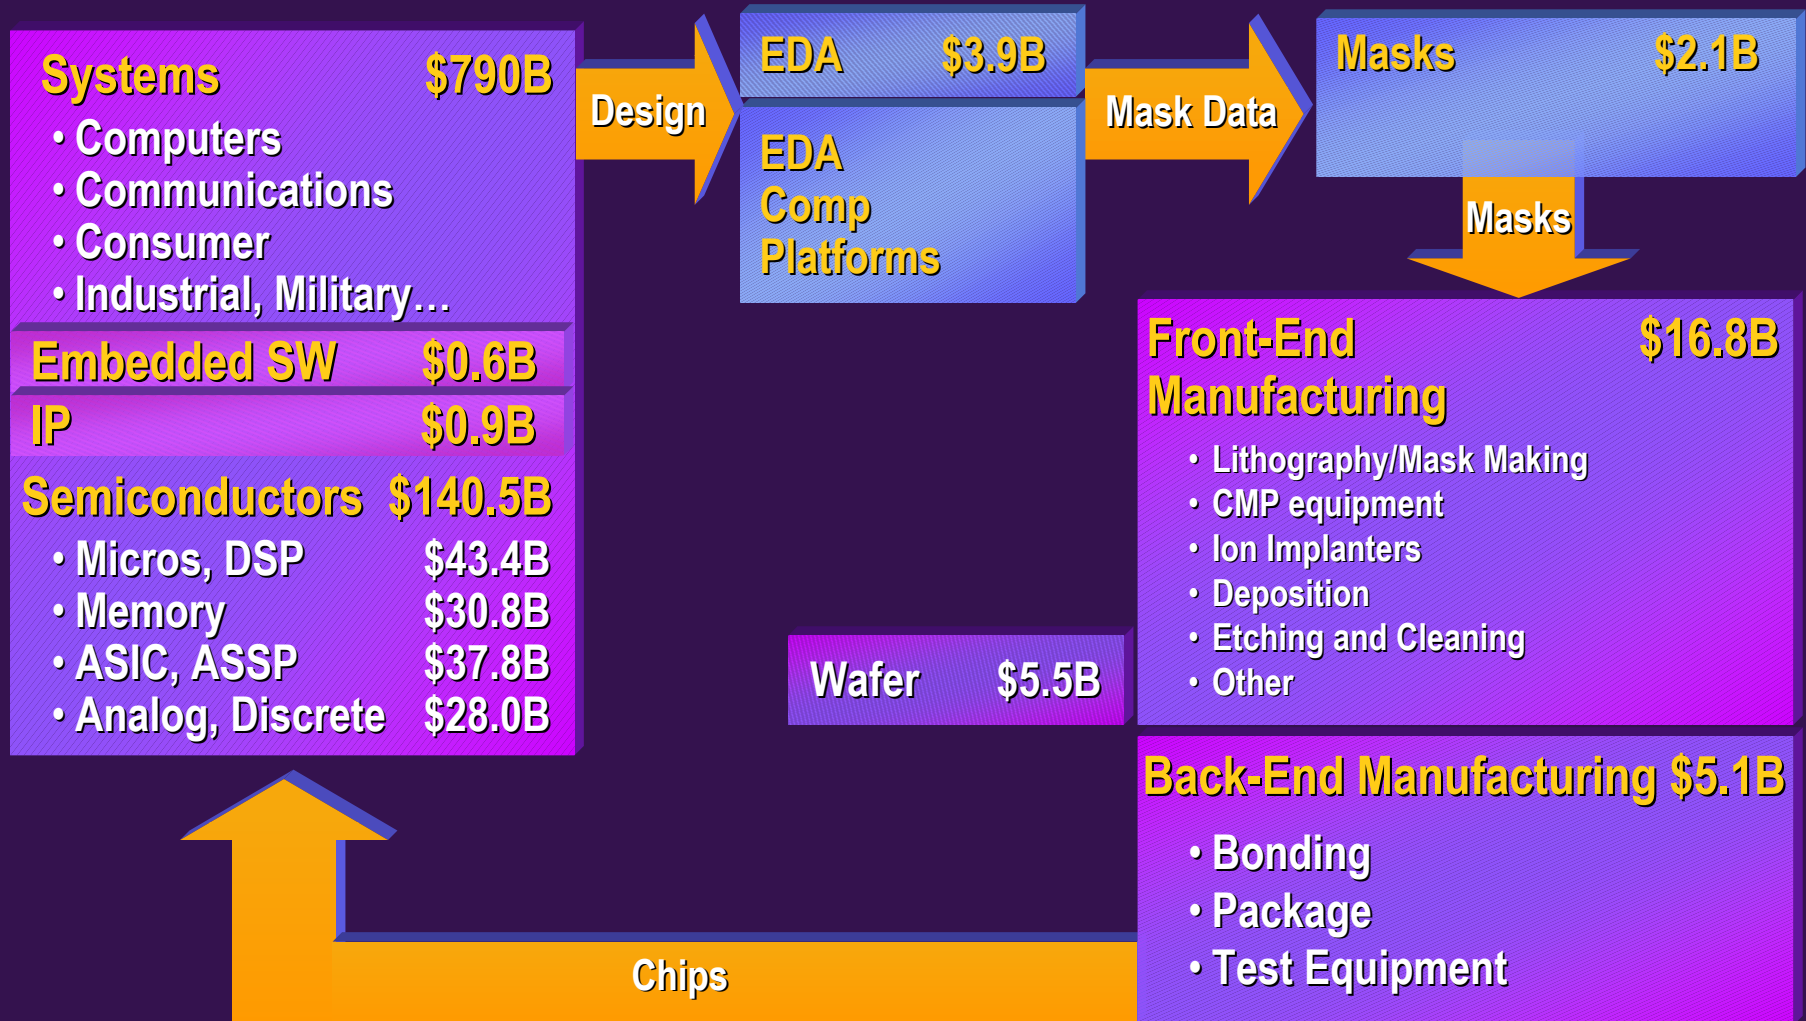 Systems $790B
• Computers
• Communications
• Consumer
• Industrial, Military…
Embedded SW $0.6B
IP $0.9B
Semiconductors $140.5B
• Micros, DSP $43.4B
• Memory $30.8B
• ASIC, ASSP $37.8B
• Analog, Discrete $28.0B
Design
EDA $3.9B
EDA
Comp
Platforms
Mask Data
Masks $2.1B
Masks
Front-End $16.8B
Manufacturing
• Lithography/Mask Making
• CMP equipment
• Ion Implanters
• Deposition
• Etching and Cleaning
• Other
Wafer $5.5B
Back-End Manufacturing $5.1B
• Bonding
• Package
• Test Equipment
Chips